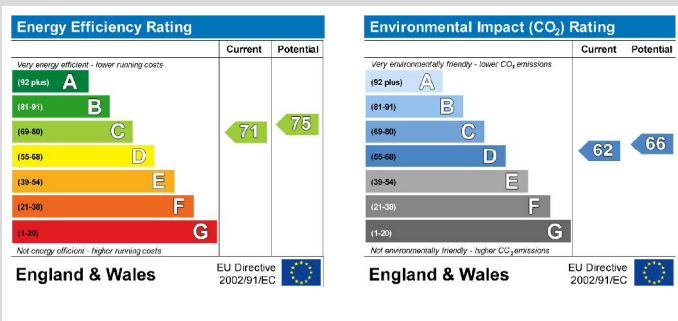 Energy Efficiency Rating
Current Potential
Very energy efficient - lower running costs
(92 plus) A
(81-91) B
(69-80) C
71 75
(55-68) D
(39-54) E
(21-38) F
(1-20) G
Not energy efficient - higher running costs
England & Wales
EU Directive
2002/91/EC
Environmental Impact (CO₂) Rating
Current Potential
Very environmentally friendly - lower CO₂ emissions
(92 plus) A
(81-91) B
(69-80) C
(55-68) D
62 66
(39-54) E
(21-38) F
(1-20) G
Not environmentally friendly - higher CO₂ emissions
England & Wales
EU Directive
2002/91/EC